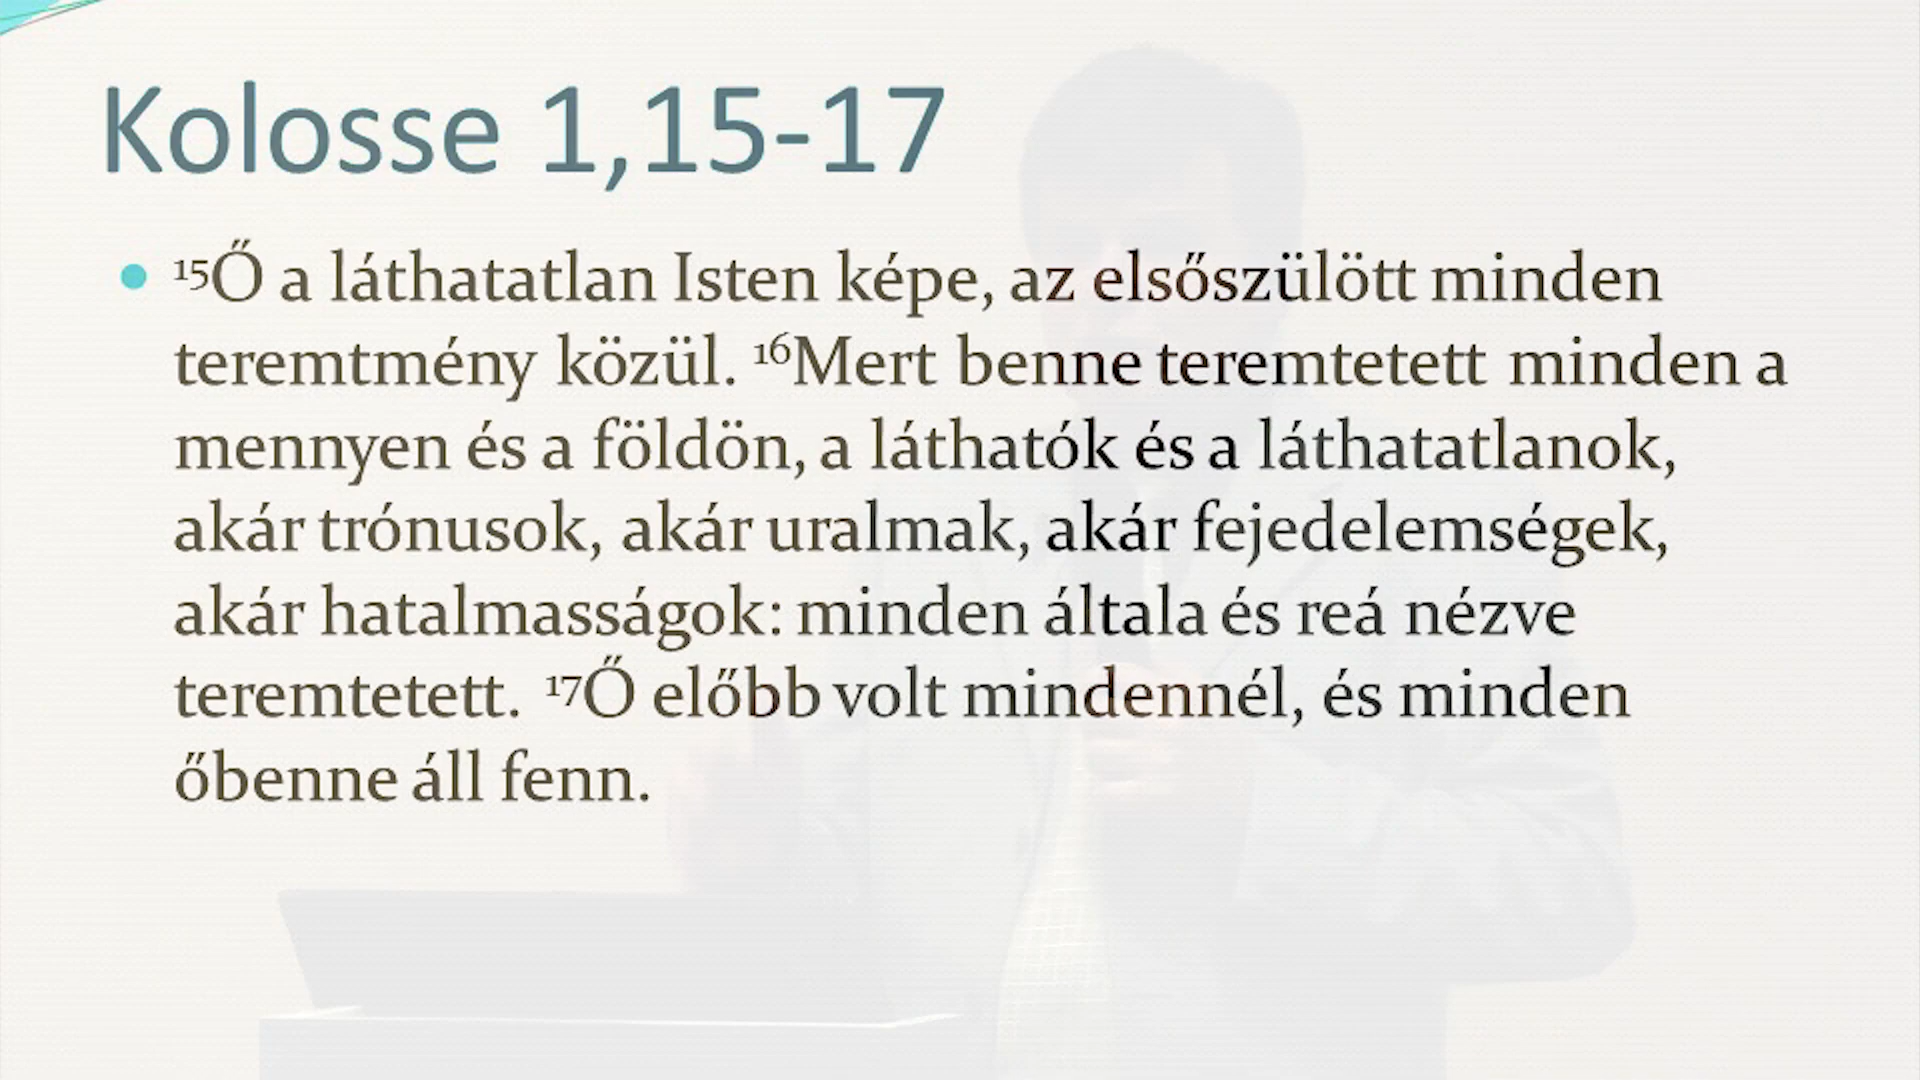 Kolosse 1,15-17
• ¹⁵Ő a láthatatlan Isten képe, az elsőszülött minden
teremtmény közül. ¹⁶Mert benne teremtetett minden a
mennyen és a földön, a láthatók és a láthatatlanok,
akár trónusok, akár uralmak, akár fejedelemségek,
akár hatalmasságok: minden általa és reá nézve
teremtetett. ¹⁷Ő előbb volt mindennél, és minden
őbenne áll fenn.